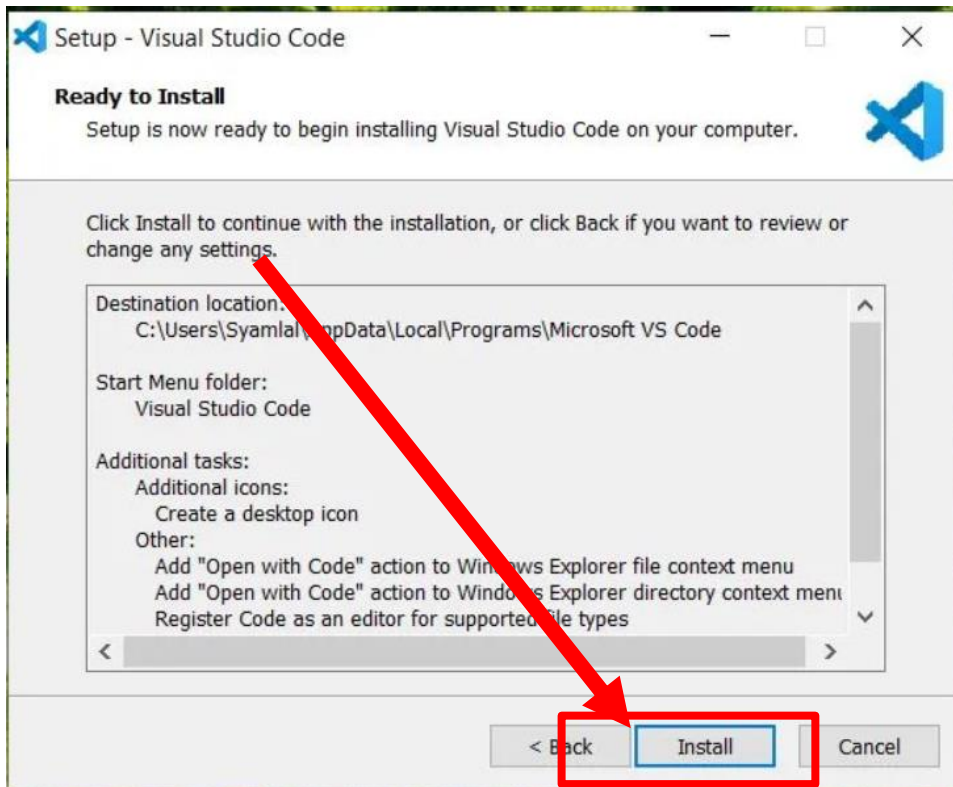 Setup - Visual Studio Code
Ready to Install
Setup is now ready to begin installing Visual Studio Code on your computer.
Click Install to continue with the installation, or click Back if you want to review or
change any settings.
Destination location:
C:\Users\Syamlal\AppData\Local\Programs\Microsoft VS Code
Start Menu folder:
Visual Studio Code
Additional tasks:
Additional icons:
Create a desktop icon
Other:
Add "Open with Code" action to Windows Explorer file context menu
Add "Open with Code" action to Windows Explorer directory context menu
Register Code as an editor for supported file types
< Back Install Cancel